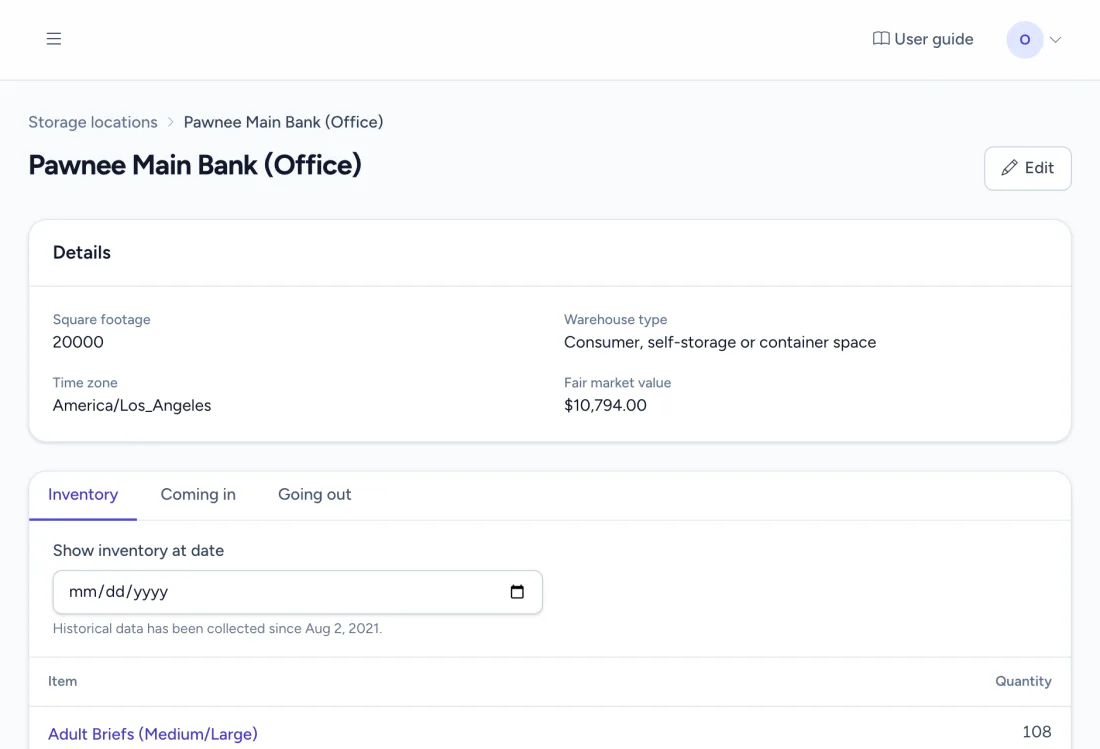 User guide
O
Storage locations > Pawnee Main Bank (Office)
Pawnee Main Bank (Office)
Edit
Details
Square footage
20000
Warehouse type
Consumer, self-storage or container space
Time zone
America/Los_Angeles
Fair market value
$10,794.00
Inventory Coming in Going out
Show inventory at date
mm/dd/yyyy
Historical data has been collected since Aug 2, 2021.
Item Quantity
Adult Briefs (Medium/Large) 108